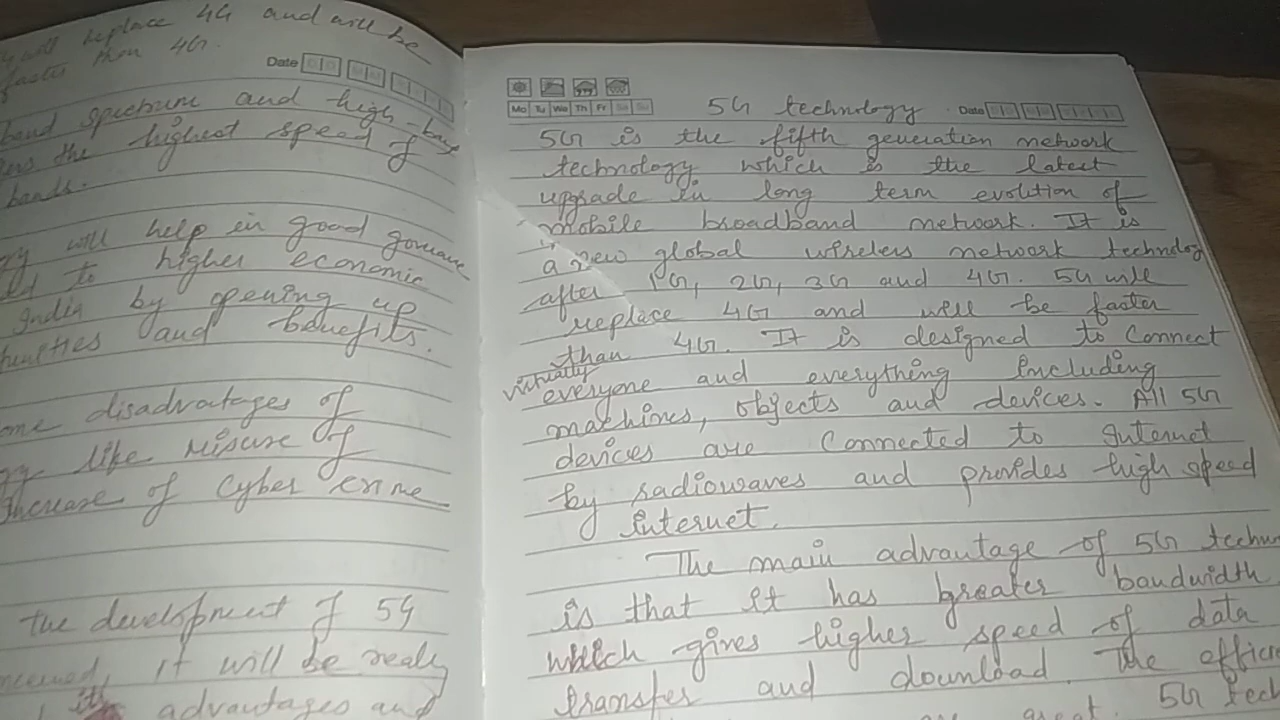 will replace 4G and will be
faster than 4G.
Date
band spectrum and high-band
the highest speed of
bands.
will help in good
to higher economic
India by opening up
and benefits.
disadvantages of
like misuse of
increase of Cyber crime
the development of 5G
it will be really
advantages and
Mo Tu We Th Fr Sa Su
5G technology
Date
5G is the fifth generation network
technology which is the latest
upgrade in long term evolution of
mobile broadband network. It is
a new global wireless network technolog
after 1G, 2G, 3G and 4G. 5G will
replace 4G and will be faster
than 4G. It is designed to Connect
virtually everyone and everything including
machines, objects and devices. All 5G
devices are Connected to Internet
by radiowaves and provides high speed
internet.
The main advantage of 5G techn
is that it has greater bandwidth
which gives higher speed of data
transfer and download. The
great. 5G tech